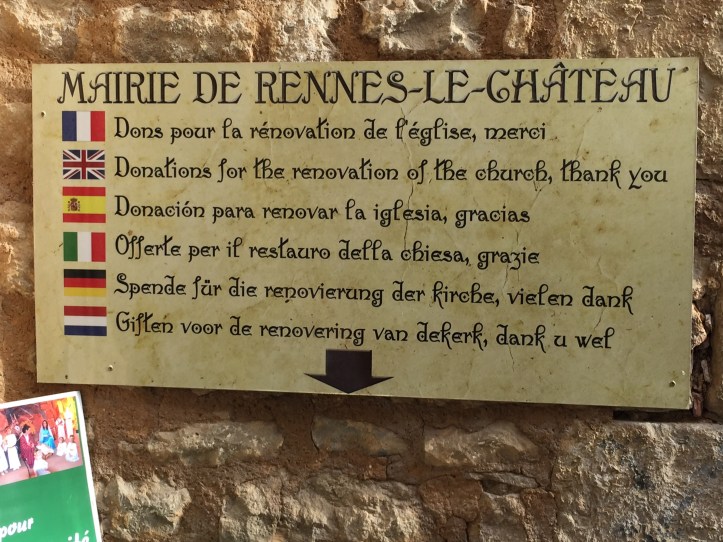 MAIRIE DE RENNES-LE-CHÂTEAU
Dons pour la rénovation de l'église, merci
Donations for the renovation of the church, thank you
Donación para renovar la iglesia, gracias
Offerte per il restauro della chiesa, grazie
Spende für die renovierung der kirche, vielen dank
Giften voor de renovering van dekerk, dank u wel
pour